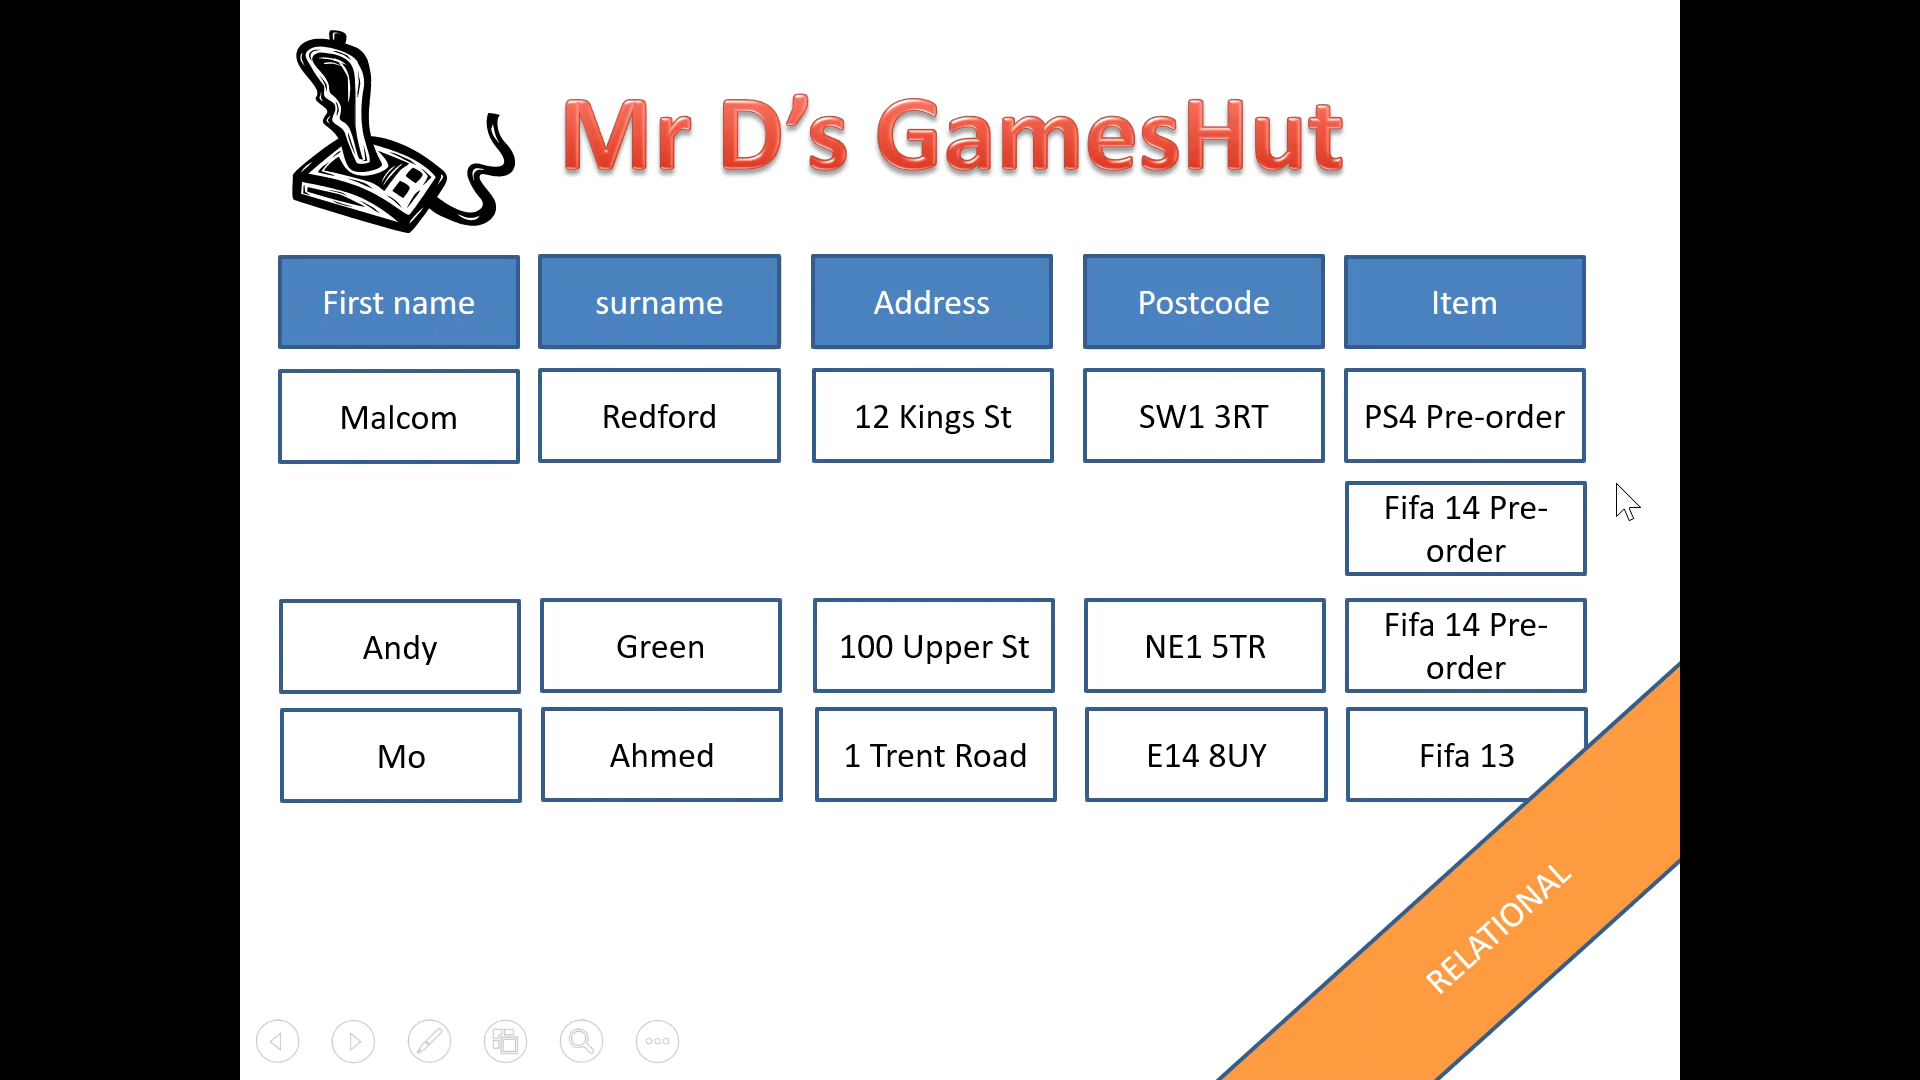 Mr D’s GamesHut
First name surname Address Postcode Item
Malcom Redford 12 Kings St SW1 3RT PS4 Pre-order
Fifa 14 Pre-
order
Andy Green 100 Upper St NE1 5TR Fifa 14 Pre-
order
Mo Ahmed 1 Trent Road E14 8UY Fifa 13
RELATIONAL